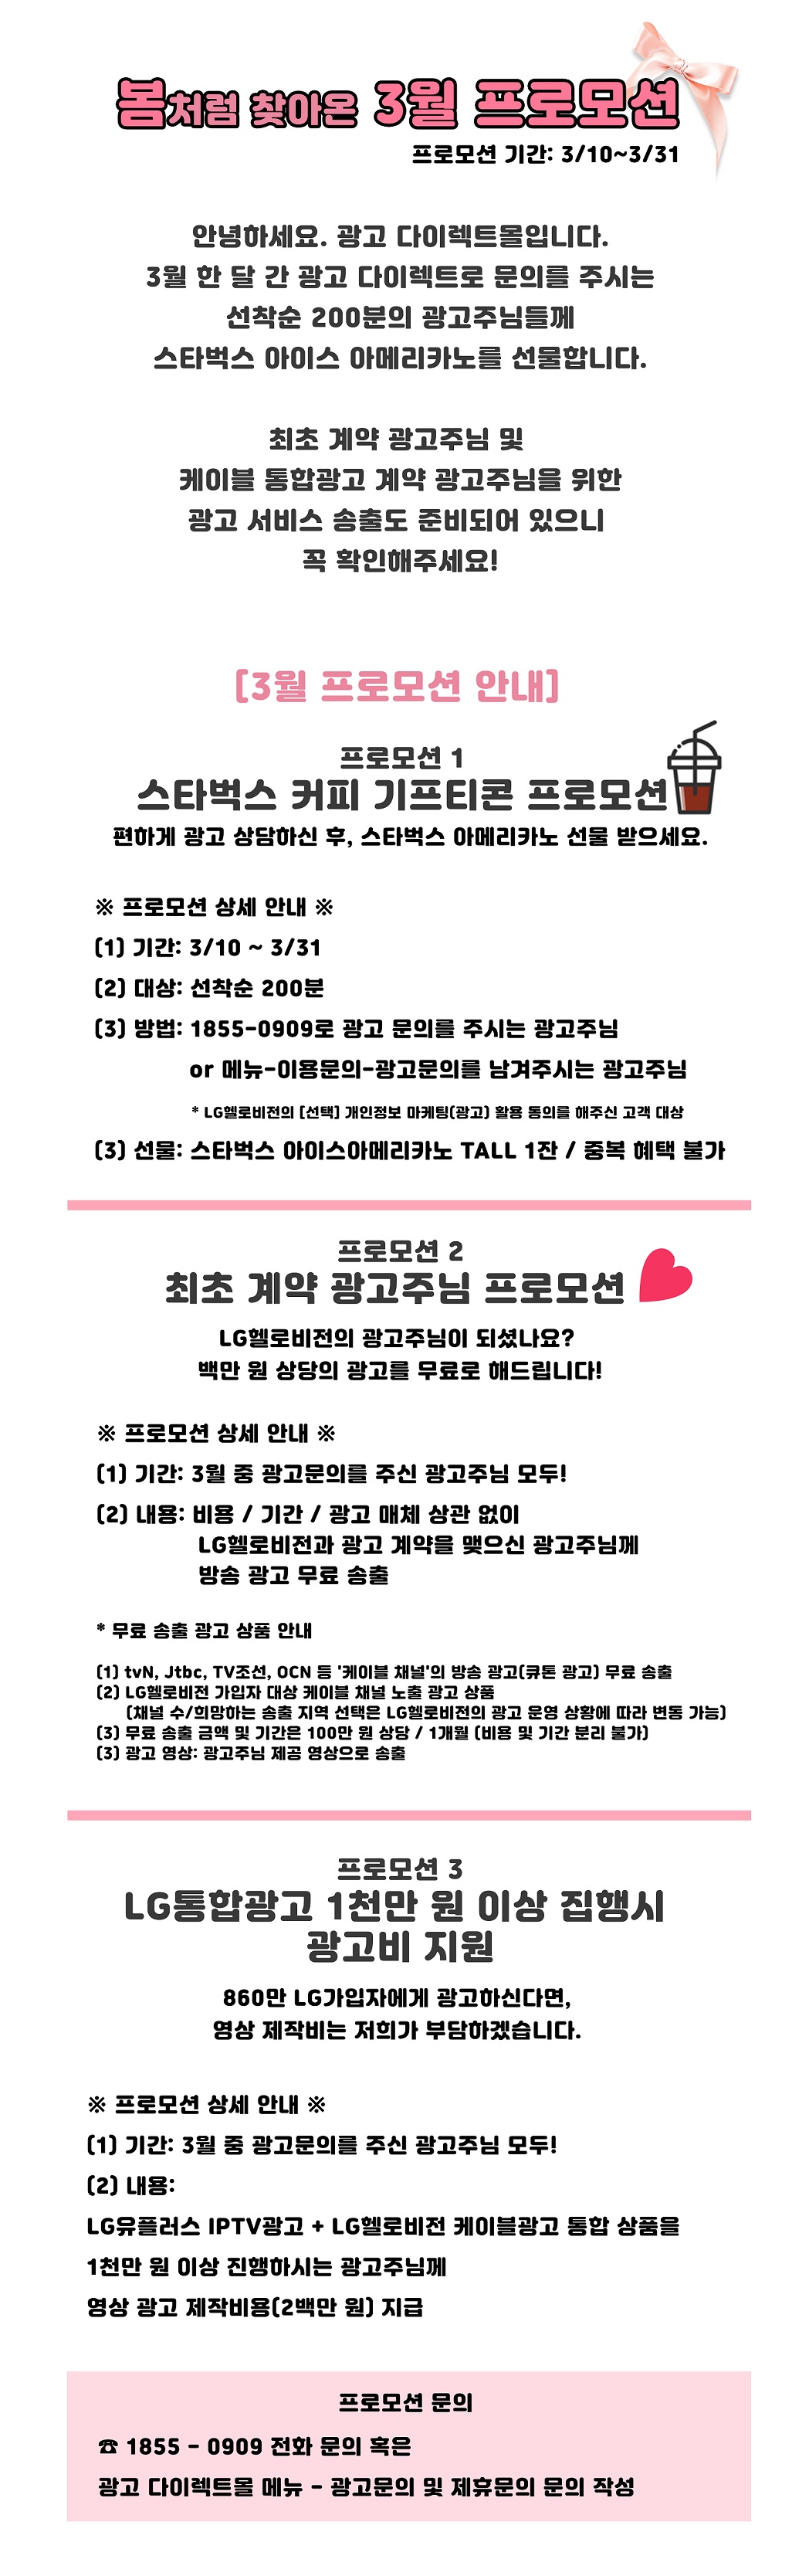 봄처럼 찾아온 3월 프로모션
프로모션 기간: 3/10~3/31
안녕하세요. 광고 다이렉트몰입니다.
3월 한 달 간 광고 다이렉트로 문의를 주시는
선착순 200분의 광고주님들께
스타벅스 아이스 아메리카노를 선물합니다.
최초 계약 광고주님 및
케이블 통합광고 계약 광고주님을 위한
광고 서비스 송출도 준비되어 있으니
꼭 확인해주세요!
[3월 프로모션 안내]
프로모션 1
스타벅스 커피 기프티콘 프로모션
편하게 광고 상담하신 후, 스타벅스 아메리카노 선물 받으세요.
※ 프로모션 상세 안내 ※
(1) 기간: 3/10 ~ 3/31
(2) 대상: 선착순 200분
(3) 방법: 1855-0909로 광고 문의를 주시는 광고주님
or 메뉴-이용문의-광고문의를 남겨주시는 광고주님
* LG헬로비전의 [선택] 개인정보 마케팅(광고) 활용 동의를 해주신 고객 대상
(3) 선물: 스타벅스 아이스아메리카노 TALL 1잔 / 중복 혜택 불가
프로모션 2
최초 계약 광고주님 프로모션
LG헬로비전의 광고주님이 되셨나요?
백만 원 상당의 광고를 무료로 해드립니다!
※ 프로모션 상세 안내 ※
(1) 기간: 3월 중 광고문의를 주신 광고주님 모두!
(2) 내용: 비용 / 기간 / 광고 매체 상관 없이
LG헬로비전과 광고 계약을 맺으신 광고주님께
방송 광고 무료 송출
* 무료 송출 광고 상품 안내
(1) tvN, Jtbc, TV조선, OCN 등 '케이블 채널'의 방송 광고(큐톤 광고) 무료 송출
(2) LG헬로비전 가입자 대상 케이블 채널 노출 광고 상품
(채널 수/희망하는 송출 지역 선택은 LG헬로비전의 광고 운영 상황에 따라 변동 가능)
(3) 무료 송출 금액 및 기간은 100만 원 상당 / 1개월 (비용 및 기간 분리 불가)
(3) 광고 영상: 광고주님 제공 영상으로 송출
프로모션 3
LG통합광고 1천만 원 이상 집행시
광고비 지원
860만 LG가입자에게 광고하신다면,
영상 제작비는 저희가 부담하겠습니다.
※ 프로모션 상세 안내 ※
(1) 기간: 3월 중 광고문의를 주신 광고주님 모두!
(2) 내용:
LG유플러스 IPTV광고 + LG헬로비전 케이블광고 통합 상품을
1천만 원 이상 진행하시는 광고주님께
영상 광고 제작비용(2백만 원) 지급
프로모션 문의
☎ 1855 - 0909 전화 문의 혹은
광고 다이렉트몰 메뉴 - 광고문의 및 제휴문의 문의 작성